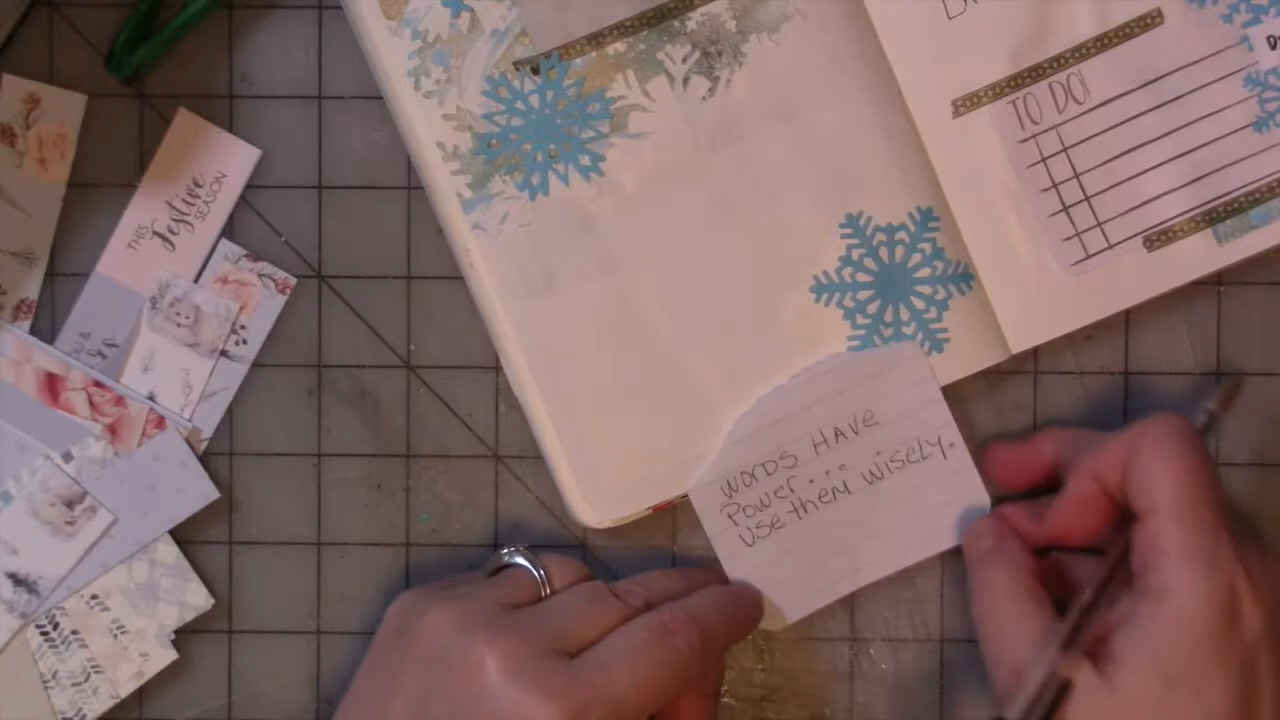 TO DO!
THIS
Festive
SEASON
WORDS HAVE
POWER...
USE THEM WISELY.